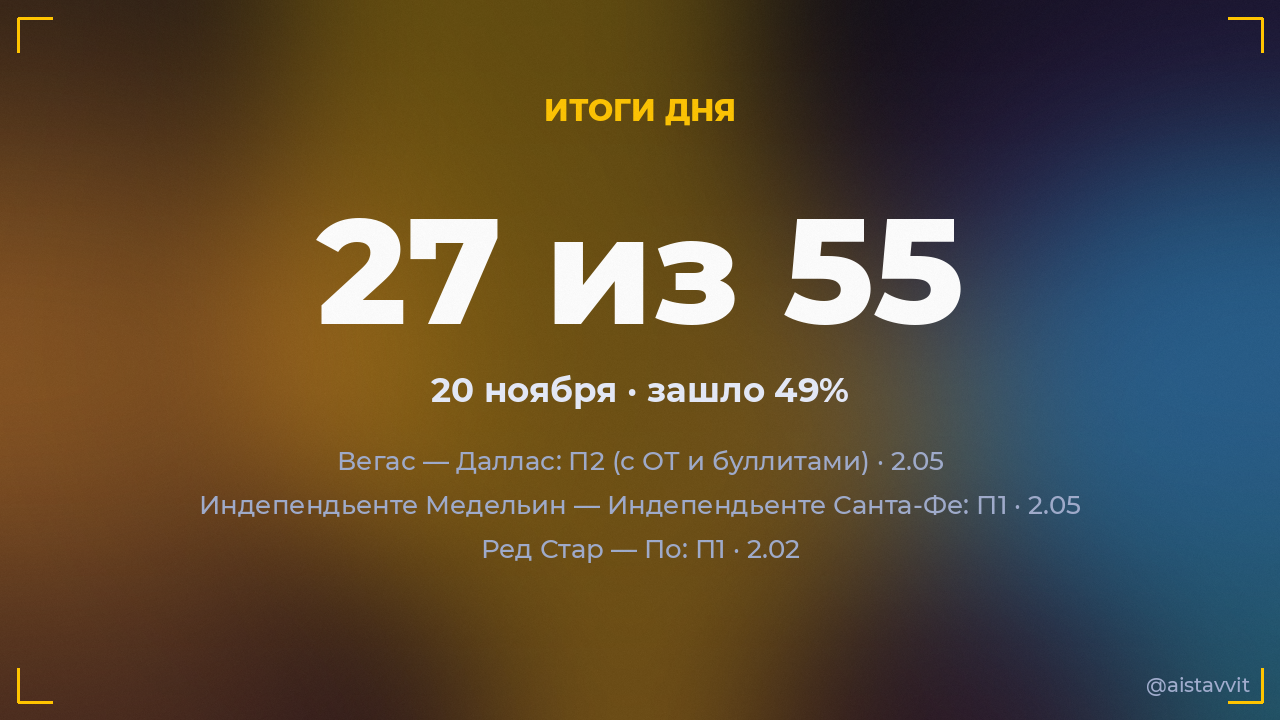 ИТОГИ ДНЯ
27 из 55
20 ноября · зашло 49%
Вегас — Даллас: П2 (с ОТ и буллитами) · 2.05
Индепендьенте Медельин — Индепендьенте Санта-Фе: П1 · 2.05
Ред Стар — По: П1 · 2.02
@aistavvit